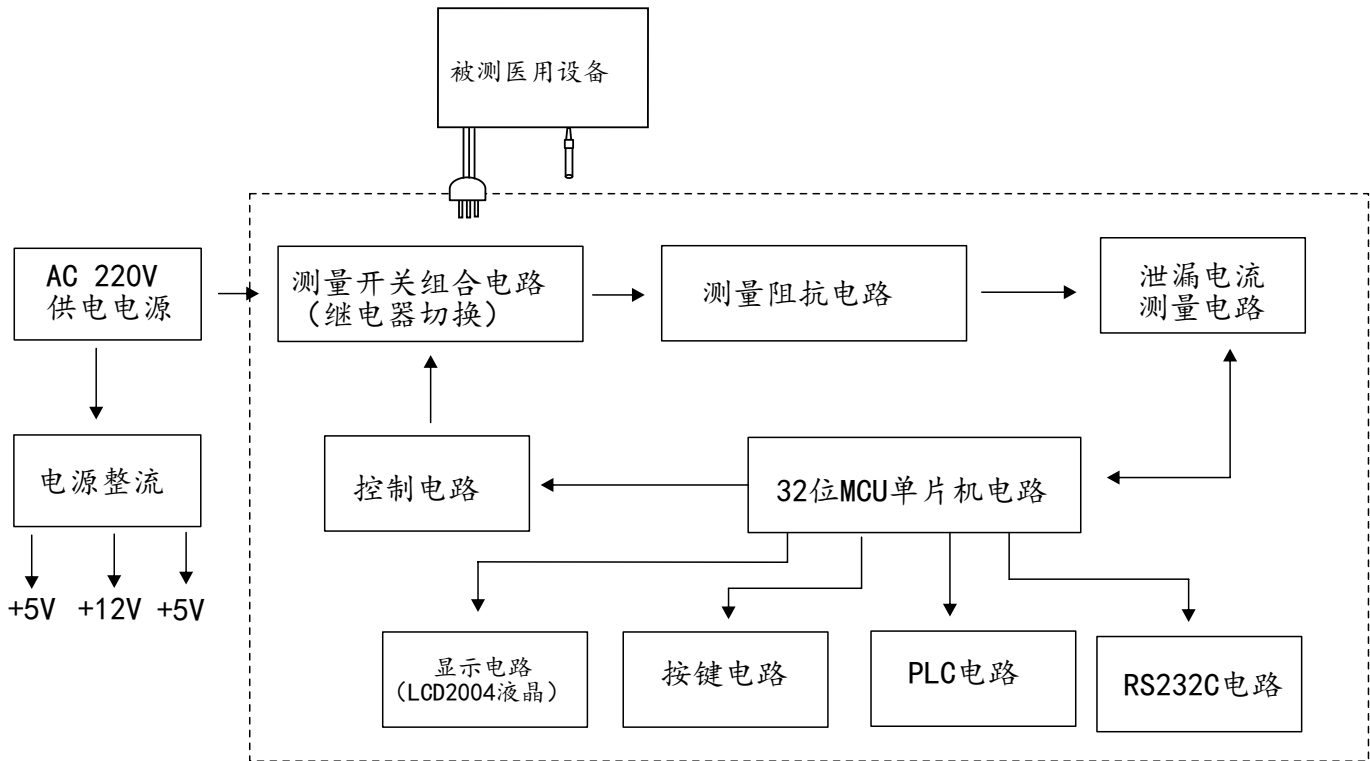 被测医用设备
AC 220V
供电电源
测量开关组合电路
（继电器切换）
测量阻抗电路
泄漏电流
测量电路
电源整流
控制电路
32位MCU单片机电路
+5V +12V +5V
显示电路
（LCD2004液晶）
按键电路
PLC电路
RS232C电路